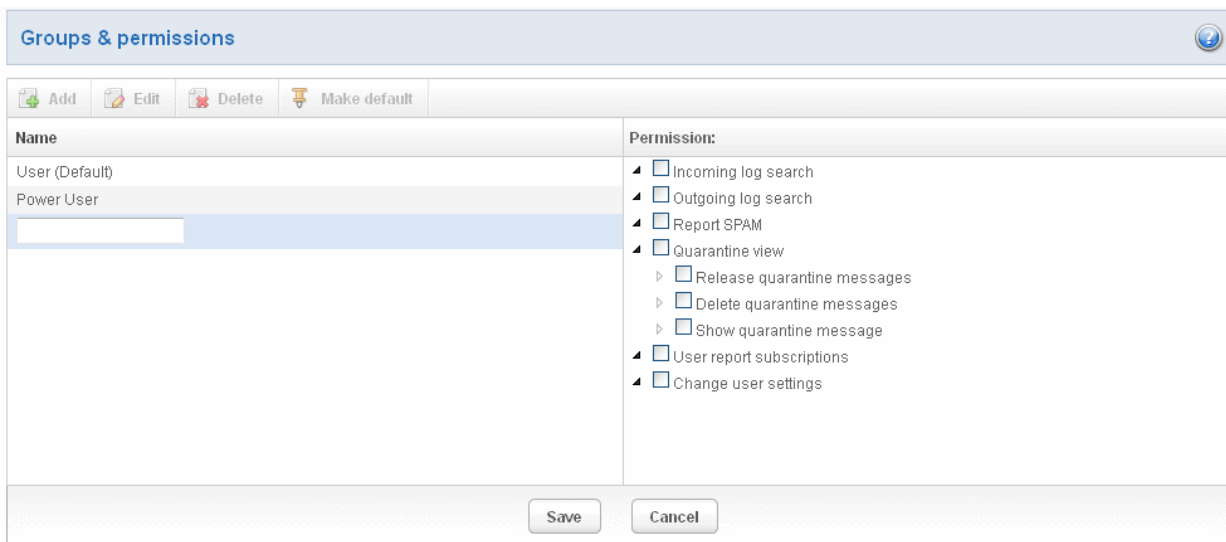 Groups & permissions
?
Add Edit Delete Make default
Name
Permission:
User (Default)
Power User
Incoming log search
Outgoing log search
Report SPAM
Quarantine view
Release quarantine messages
Delete quarantine messages
Show quarantine message
User report subscriptions
Change user settings
Save Cancel